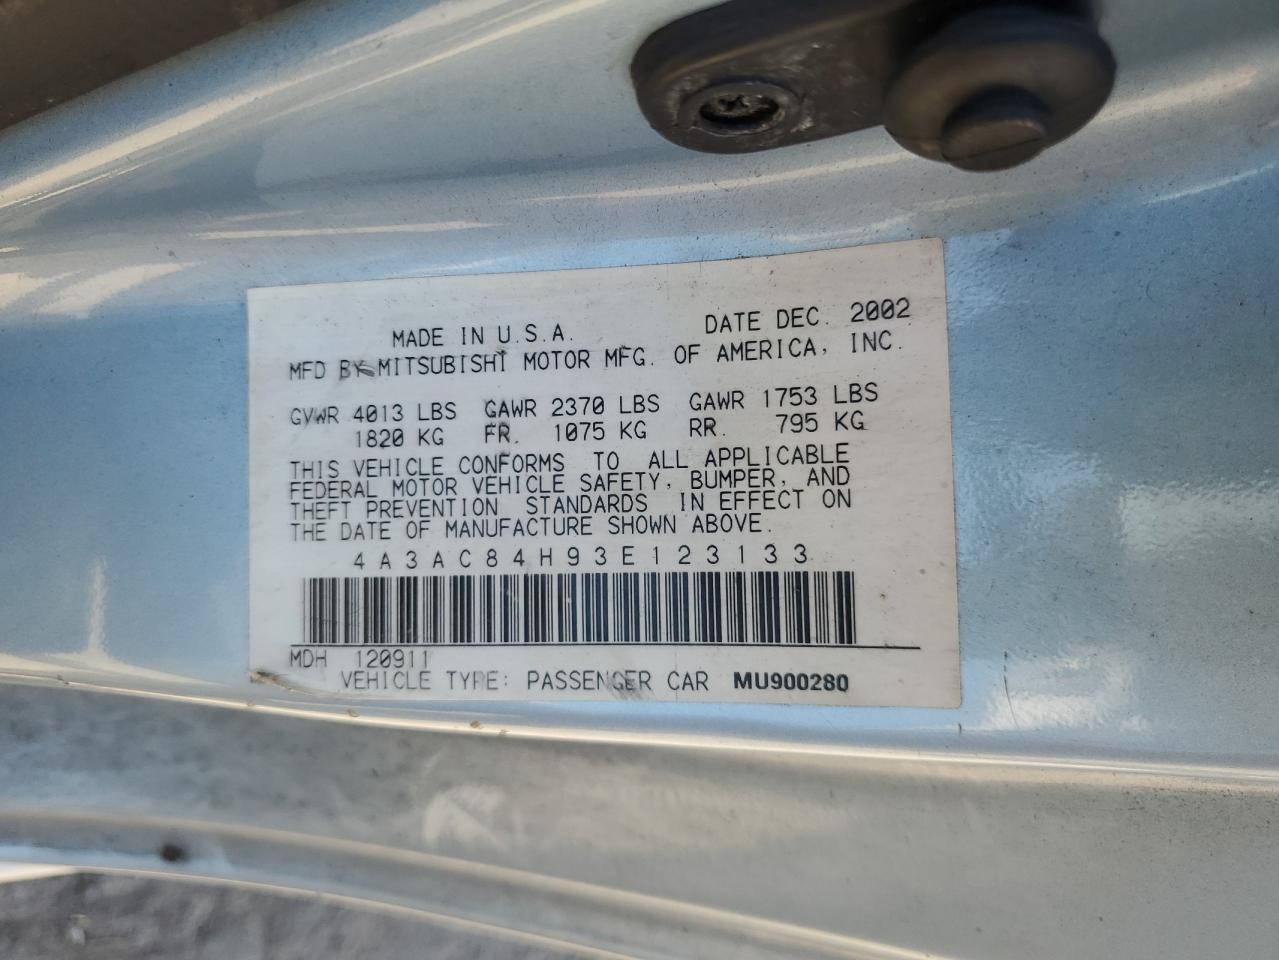 MADE IN U.S.A. DATE DEC. 2002
MFD BY MITSUBISHI MOTOR MFG. OF AMERICA, INC.
GVWR 4013 LBS GAWR 2370 LBS GAWR 1753 LBS
1820 KG FR. 1075 KG RR. 795 KG
THIS VEHICLE CONFORMS TO ALL APPLICABLE
FEDERAL MOTOR VEHICLE SAFETY, BUMPER, AND
THEFT PREVENTION STANDARDS IN EFFECT ON
THE DATE OF MANUFACTURE SHOWN ABOVE.
4A3AC84H93E123133
MDH 120911
VEHICLE TYPE: PASSENGER CAR MU900280